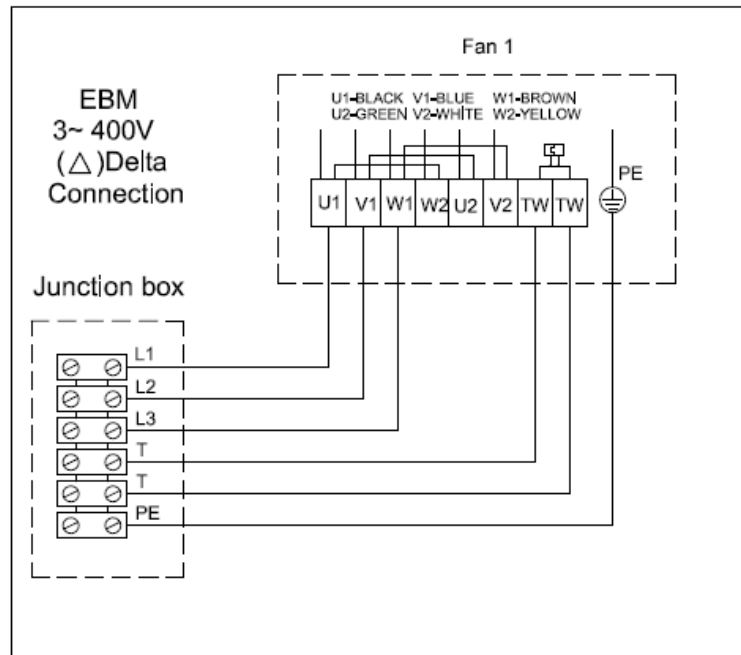 Fan 1
EBM
3~ 400V
(△)Delta
Connection
U1-BLACK V1-BLUE W1-BROWN
U2-GREEN V2-WHITE W2-YELLOW
PE
U1 V1 W1 W2 U2 V2 TW TW
Junction box
L1
L2
L3
T
T
PE